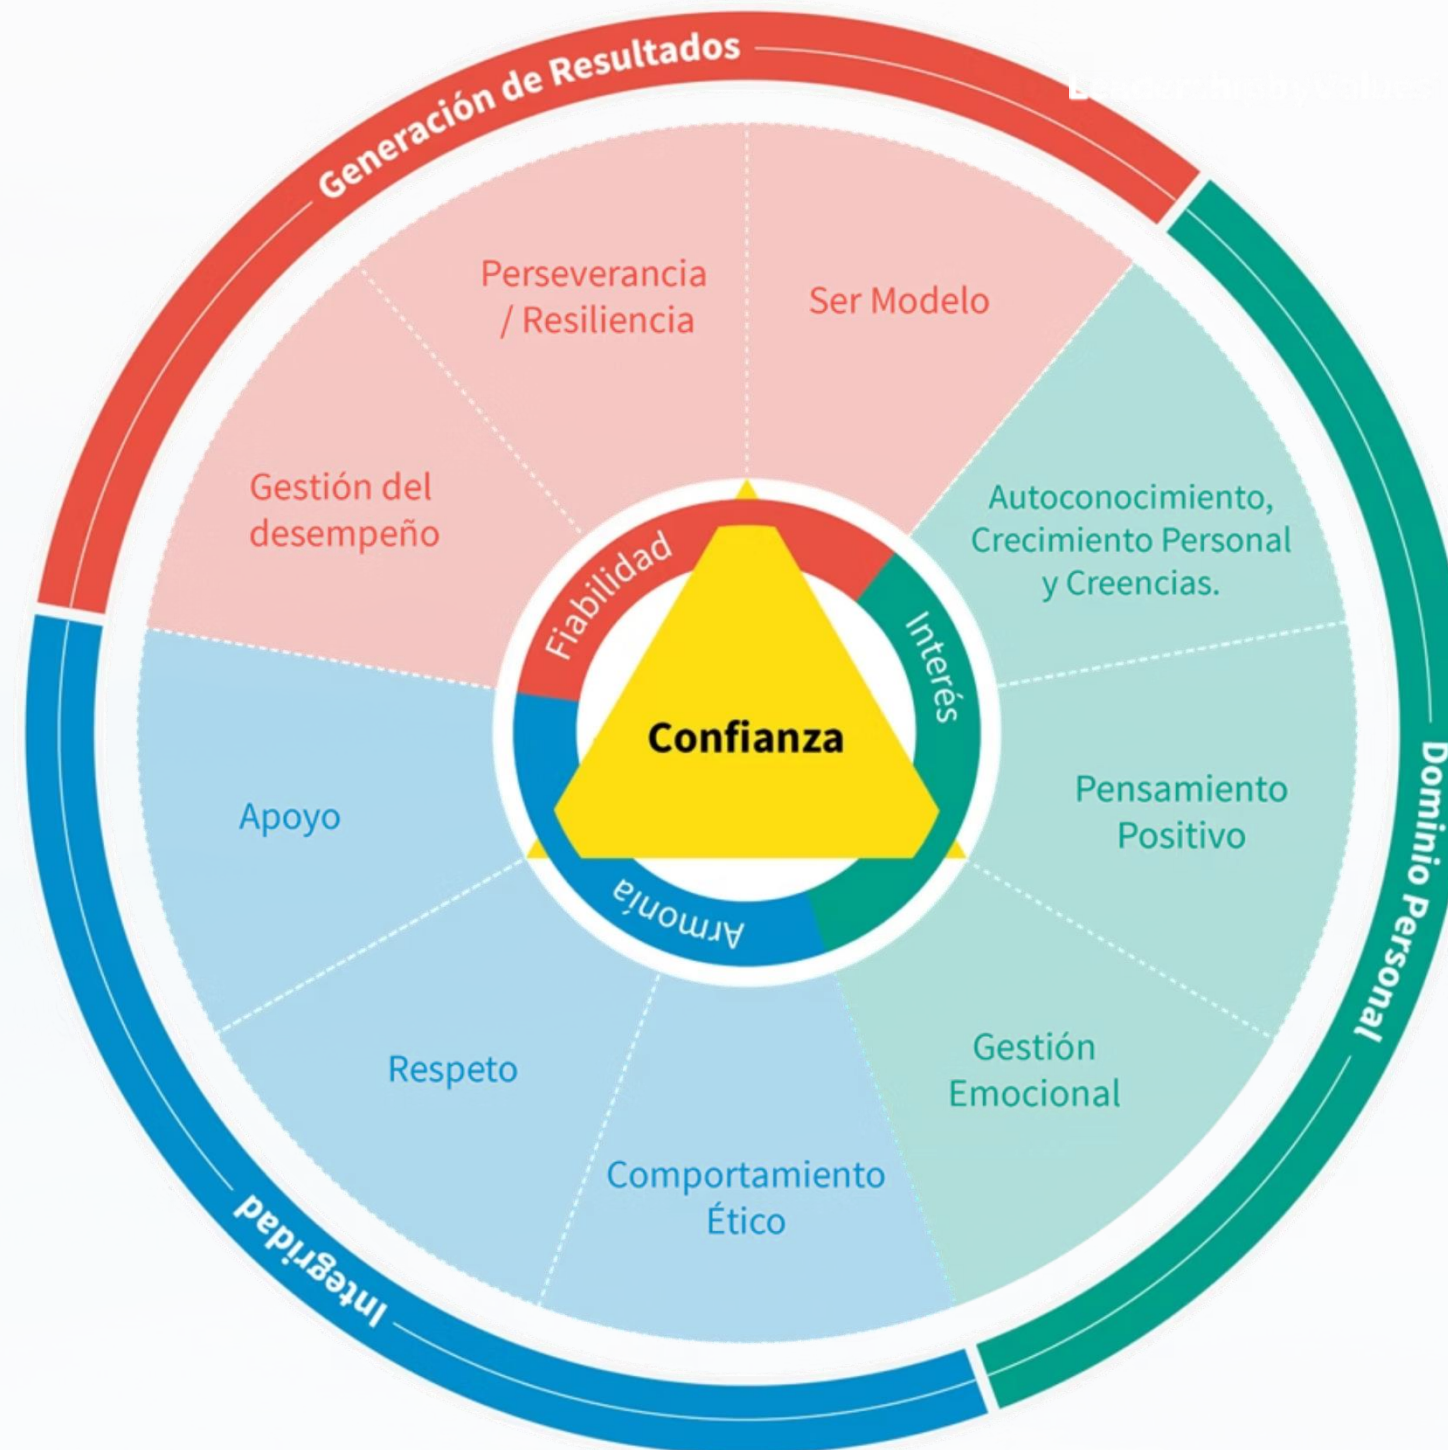 Generación de Resultados
Perseverancia
/ Resiliencia
Ser Modelo
Gestión del
desempeño
Autoconocimiento,
Crecimiento Personal
y Creencias.
Fiabilidad
Interés
Confianza
Armonía
Pensamiento
Positivo
Dominio Personal
Apoyo
Gestión
Emocional
Respeto
Comportamiento
Ético
Integridad